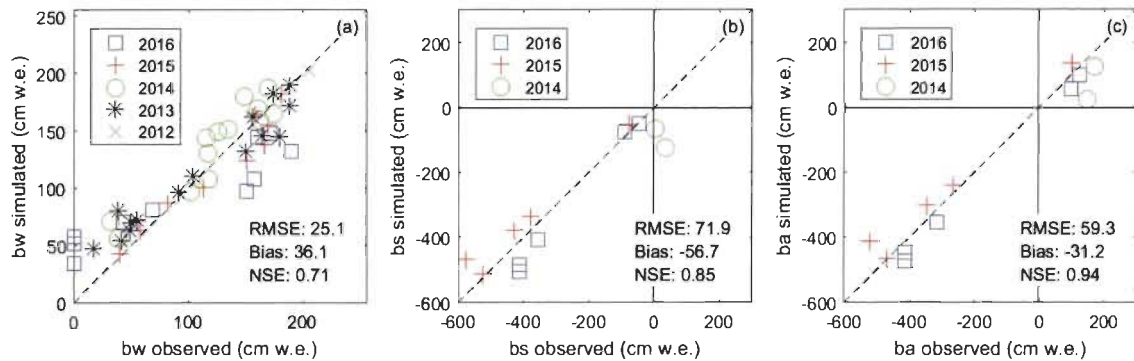 (a)
2016
2015
2014
2013
2012
RMSE: 25.1
Bias: 36.1
NSE: 0.71
250
200
150
100
50
0
0 100 200
bw simulated (cm w.e.)
bw observed (cm w.e.)
(b)
2016
2015
2014
RMSE: 71.9
Bias: -56.7
NSE: 0.85
200
0
-200
-400
-600
-600 -400 -200 0 200
bs simulated (cm w.e.)
bs observed (cm w.e.)
(c)
2016
2015
2014
RMSE: 59.3
Bias: -31.2
NSE: 0.94
200
0
-200
-400
-600
-600 -400 -200 0 200
ba simulated (cm w.e.)
ba observed (cm w.e.)